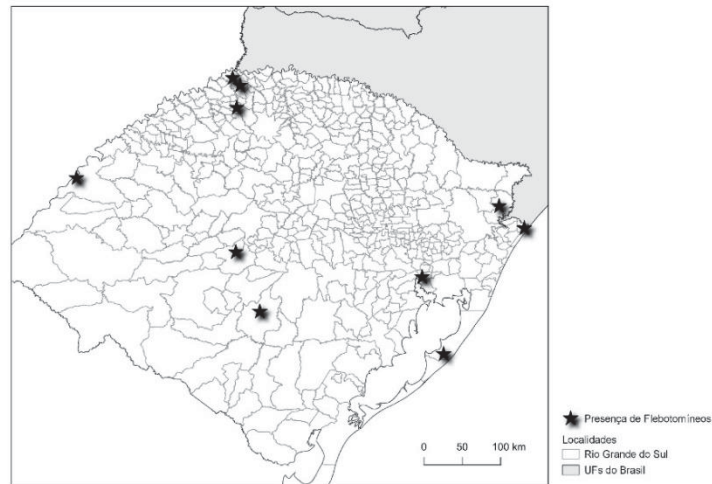 Presença de Flebotomíneos
Localidades
Rio Grande do Sul
UFs do Brasil
0 50 100 km